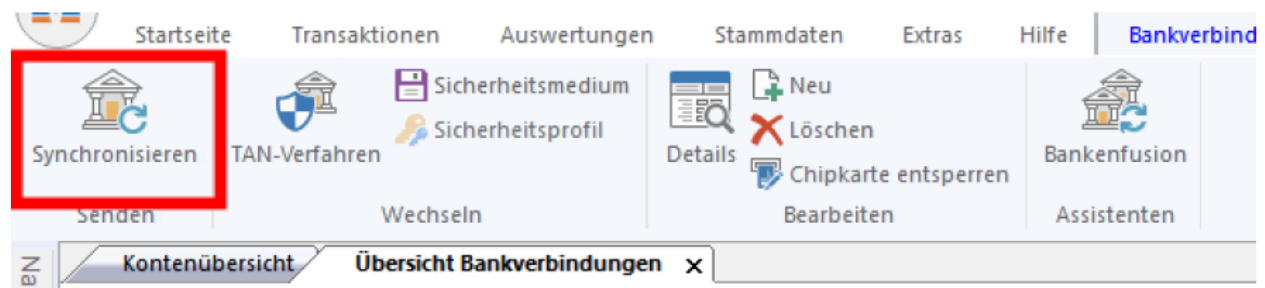 Startseite Transaktionen Auswertungen Stammdaten Extras Hilfe Bankverbind
Synchronisieren
TAN-Verfahren
Sicherheitsmedium
Sicherheitsprofil
Details
Neu
Löschen
Chipkarte entsperren
Bankenfusion
Senden Wechseln Bearbeiten Assistenten
Na
Kontenübersicht Übersicht Bankverbindungen x